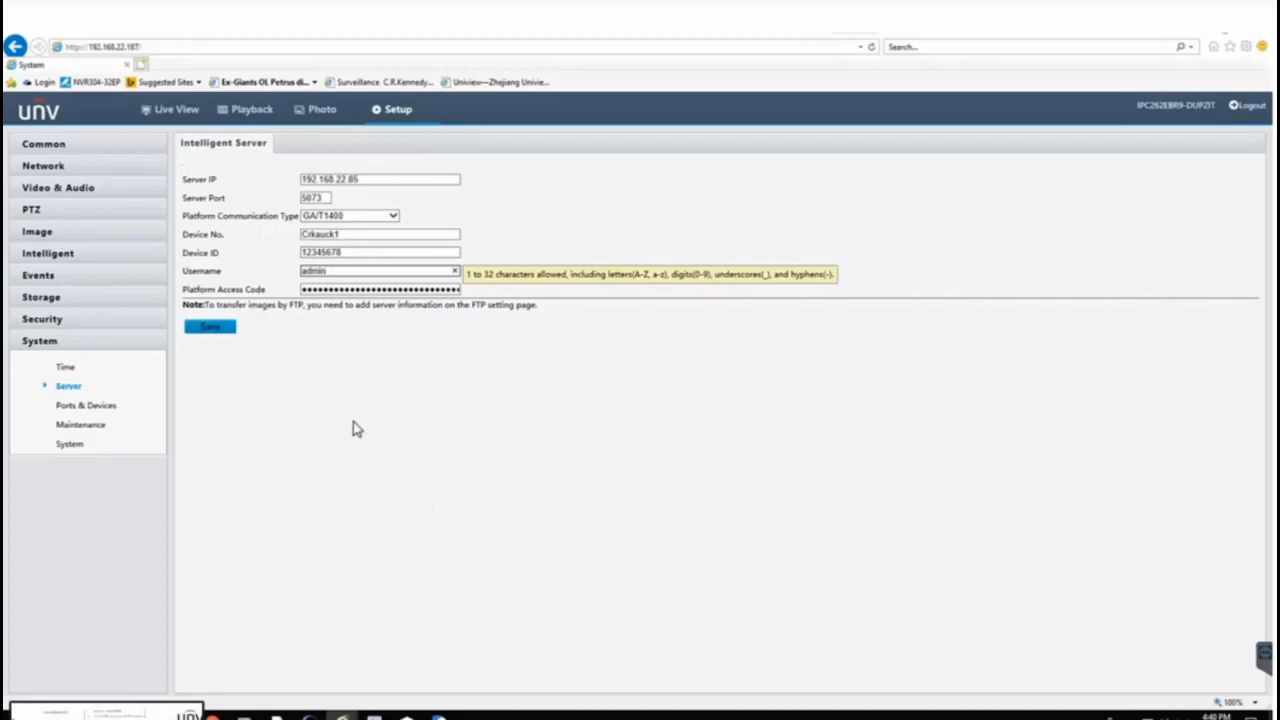 http://192.168.22.187/
Search...
System
Login NVR304-32EP Suggested Sites Ex-Giants OL Petrus di... Surveillance C.R.Kennedy... Uniview—Zhejiang Univie...
unv Live View Playback Photo Setup IPC262EBR9-DUPZIT Logout
Common
Network
Video & Audio
PTZ
Image
Intelligent
Events
Storage
Security
System
Time
Server
Ports & Devices
Maintenance
System
Intelligent Server
Server IP 192.168.22.85
Server Port 5073
Platform Communication Type GA/T1400
Device No. Crkauck1
Device ID 12345678
Username admin
1 to 32 characters allowed, including letters(A-Z, a-z), digits(0-9), underscores(_), and hyphens(-).
Platform Access Code ••••••••••••••••••••••••••••••
Note:To transfer images by FTP, you need to add server information on the FTP setting page.
Save
100%
unv
4:40 PM